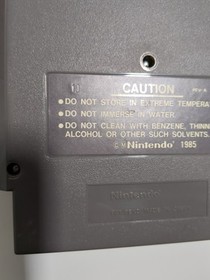 CAUTION
• DO NOT STORE IN EXTREME TEMPERA
• DO NOT IMMERSE IN WATER.
• DO NOT CLEAN WITH BENZENE, THINN
ALCOHOL OR OTHER SUCH SOLVENTS.
©Nintendo 1985
Nintendo